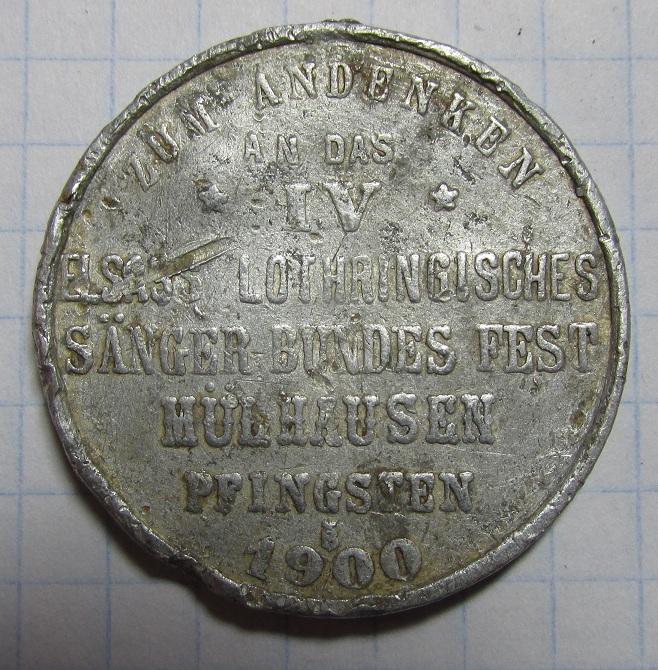 ZUM ANDENKEN
AN DAS
IV
ELSASS LOTHRINGISCHES
SÄNGER-BUNDES FEST
MÜLHAUSEN
PFINGSTEN
1900